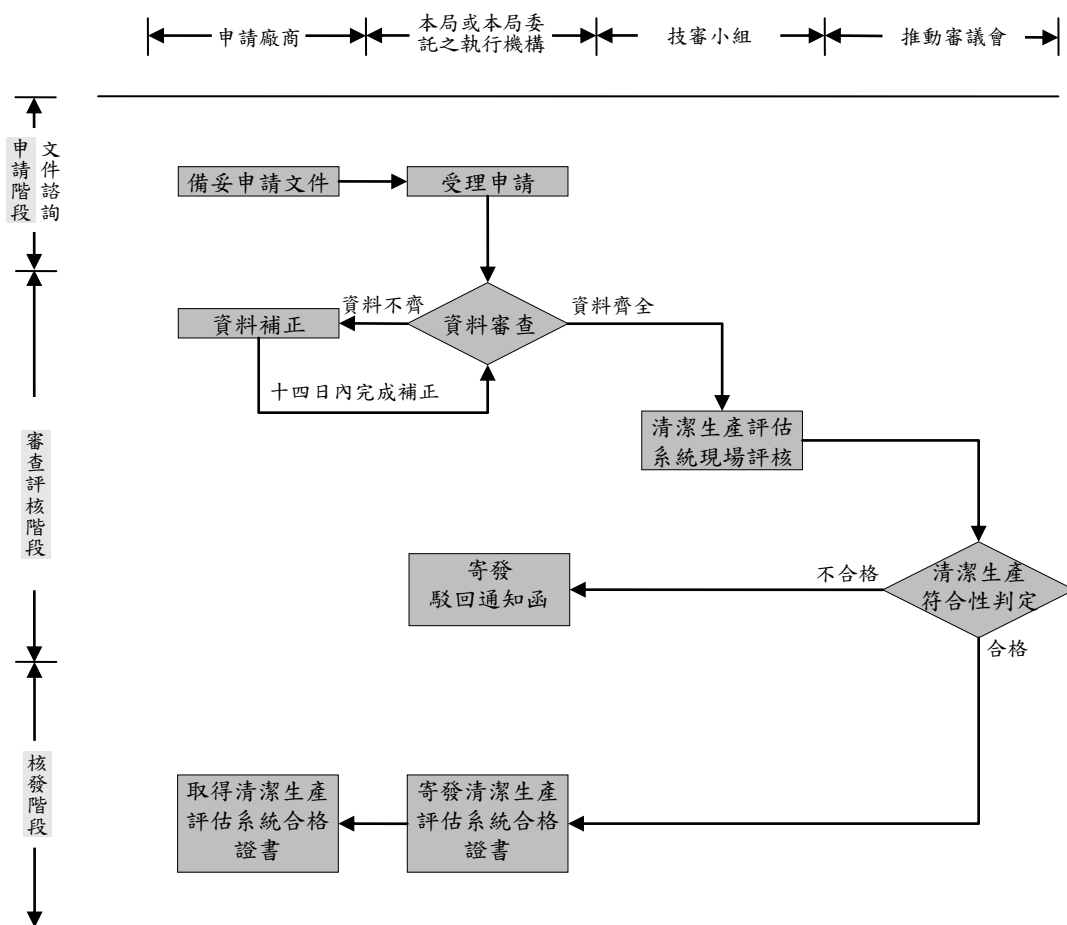 申請廠商
本局或本局委
託之執行機構
技審小組
推動審議會
申請階段
文件諮詢
備妥申請文件
受理申請
資料不齊
資料齊全
資料補正
資料審查
十四日內完成補正
清潔生產評估
系統現場評核
審查評核階段
寄發
駁回通知函
不合格
清潔生產
符合性判定
合格
核發階段
取得清潔生產
評估系統合格
證書
寄發清潔生產
評估系統合格
證書